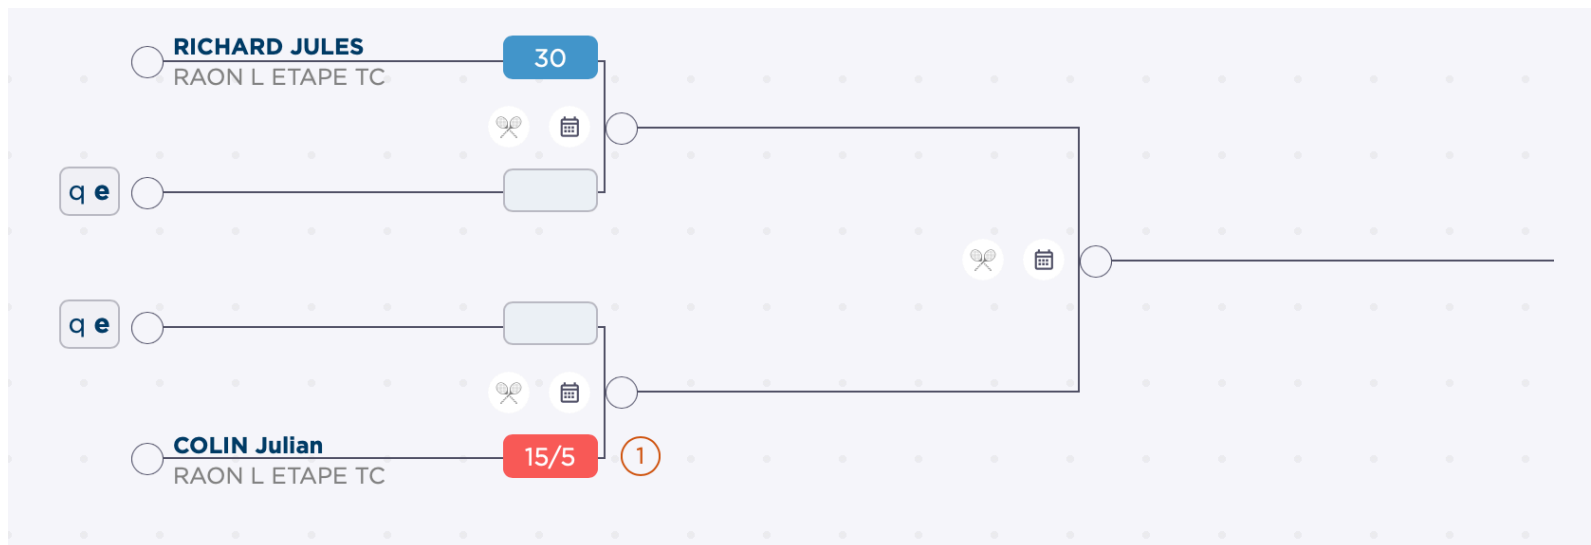 RICHARD JULES
30
RAON L ETAPE TC
q e
q e
COLIN Julian
15/5
1
RAON L ETAPE TC